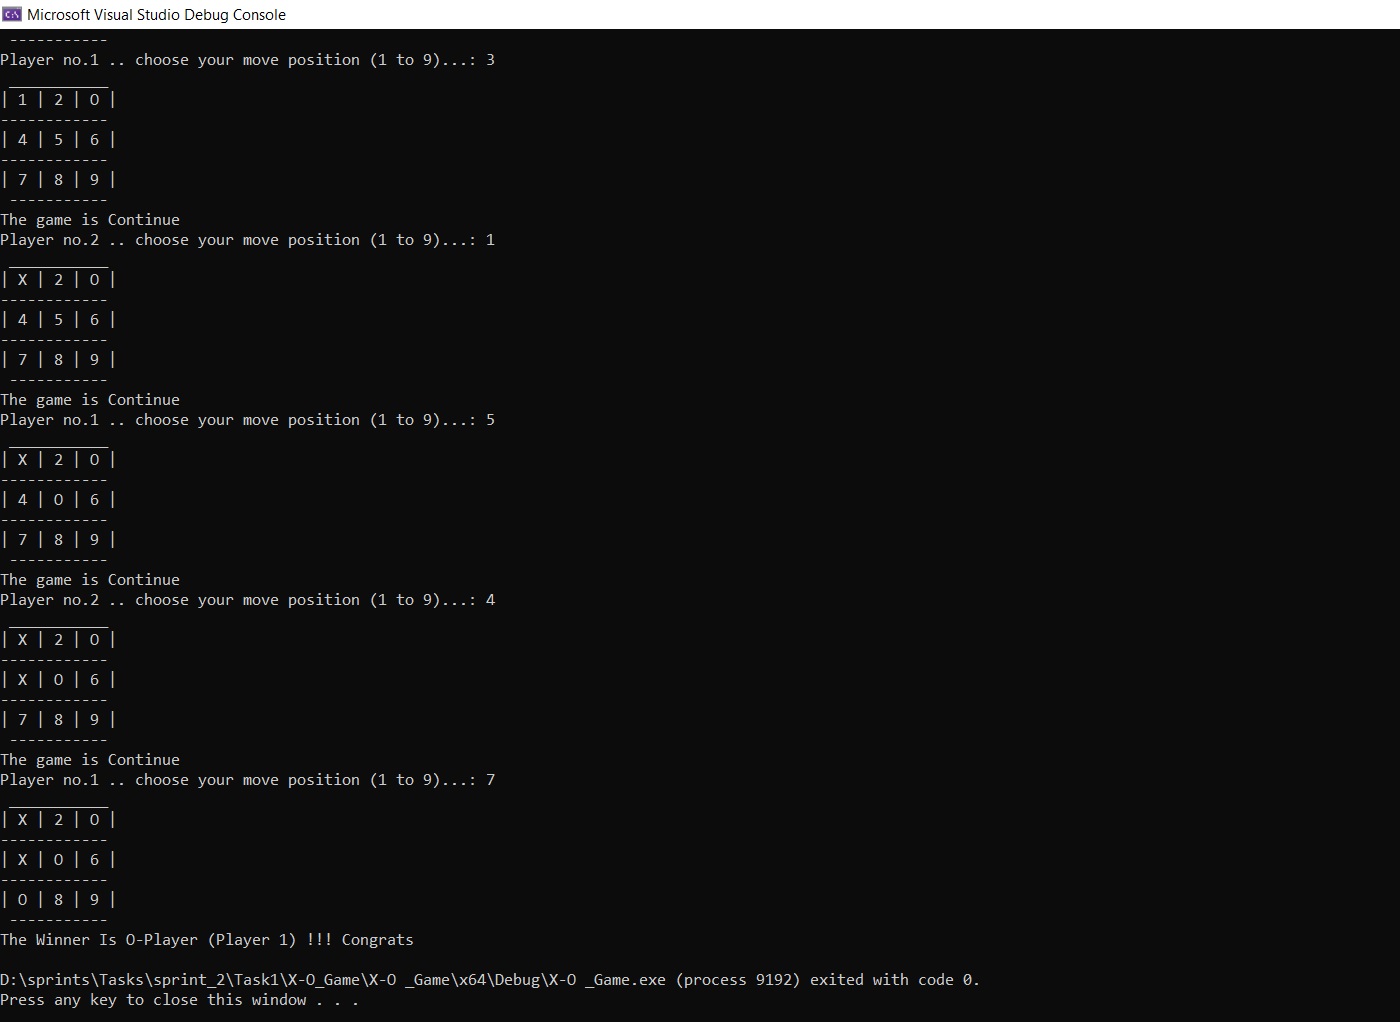 Microsoft Visual Studio Debug Console
 -----------
Player no.1 .. choose your move position (1 to 9)...: 3
 ___________
| 1 | 2 | O |
------------
| 4 | 5 | 6 |
------------
| 7 | 8 | 9 |
 -----------
The game is Continue
Player no.2 .. choose your move position (1 to 9)...: 1
 ___________
| X | 2 | O |
------------
| 4 | 5 | 6 |
------------
| 7 | 8 | 9 |
 -----------
The game is Continue
Player no.1 .. choose your move position (1 to 9)...: 5
 ___________
| X | 2 | O |
------------
| 4 | O | 6 |
------------
| 7 | 8 | 9 |
 -----------
The game is Continue
Player no.2 .. choose your move position (1 to 9)...: 4
 ___________
| X | 2 | O |
------------
| X | O | 6 |
------------
| 7 | 8 | 9 |
 -----------
The game is Continue
Player no.1 .. choose your move position (1 to 9)...: 7
 ___________
| X | 2 | O |
------------
| X | O | 6 |
------------
| O | 8 | 9 |
 -----------
The Winner Is O-Player (Player 1) !!! Congrats
D:\sprints\Tasks\sprint_2\Task1\X-O_Game\X-O _Game\x64\Debug\X-O _Game.exe (process 9192) exited with code 0.
Press any key to close this window . . .